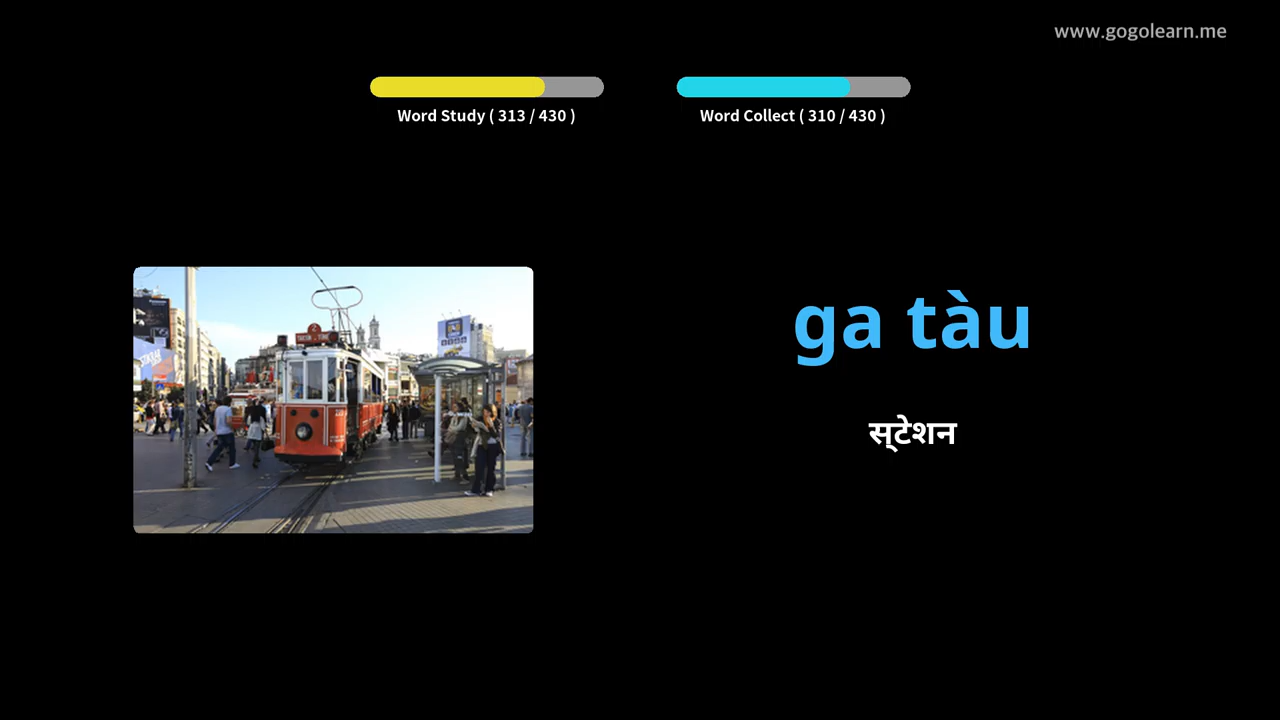 www.gogolearn.me
Word Study ( 313 / 430 )
Word Collect ( 310 / 430 )
ga tàu
स्टेशन